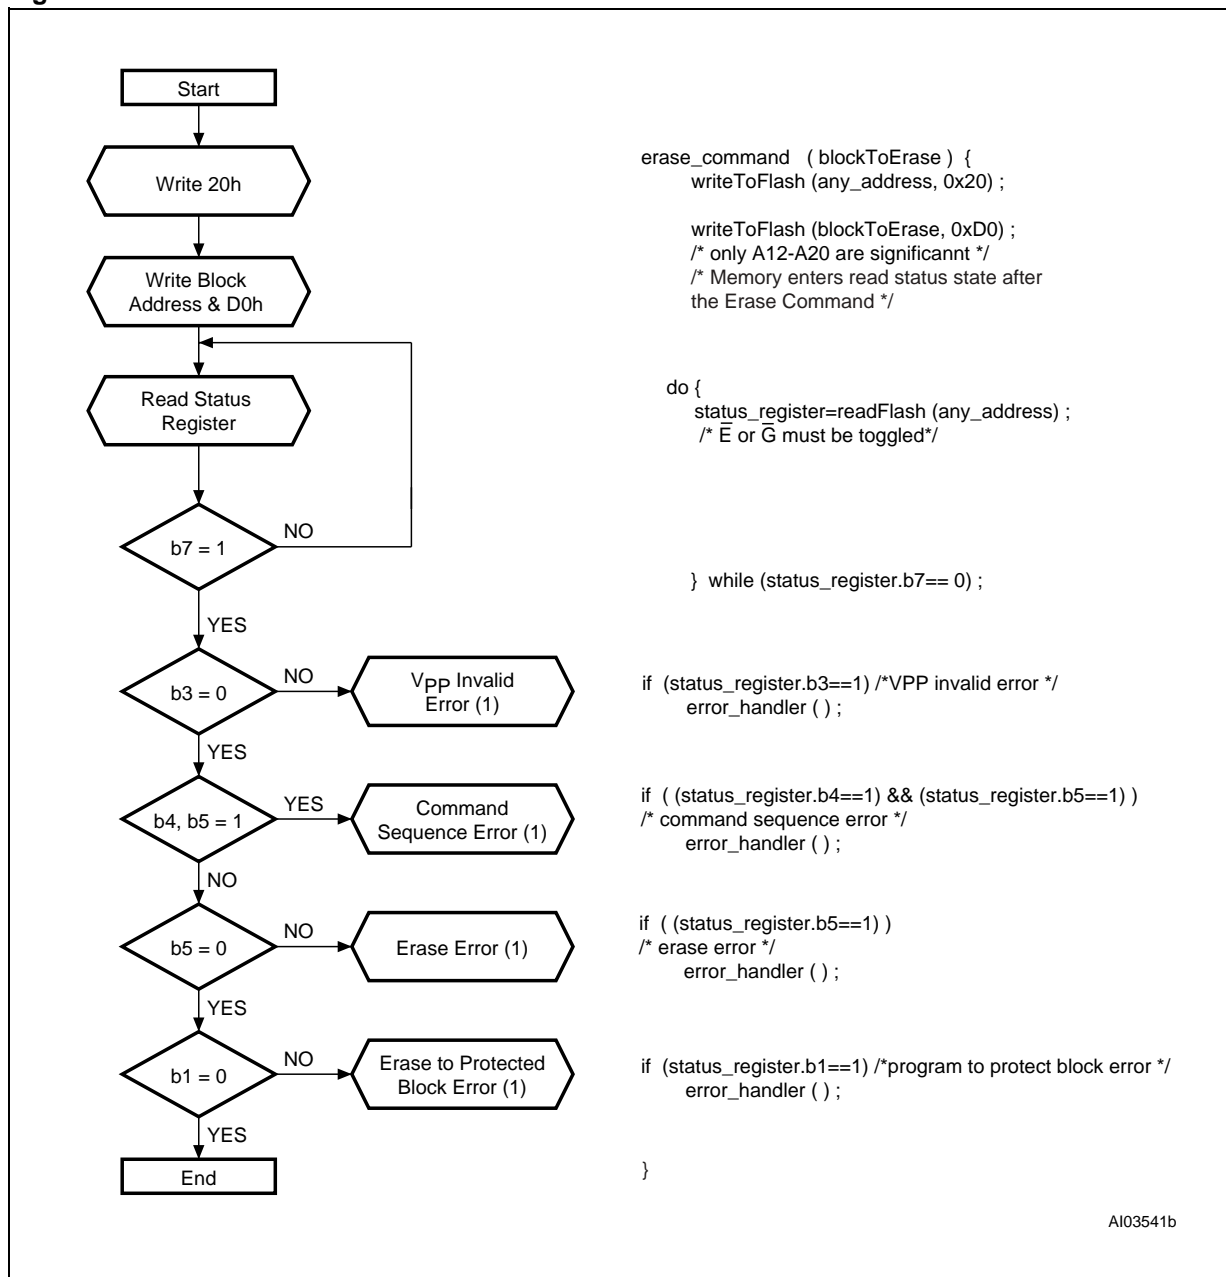 Start
Write 20h
Write Block
Address & D0h
Read Status
Register
b7 = 1
NO
YES
b3 = 0
NO
VPP Invalid
Error (1)
YES
b4, b5 = 1
YES
Command
Sequence Error (1)
NO
b5 = 0
NO
Erase Error (1)
YES
b1 = 0
NO
Erase to Protected
Block Error (1)
YES
End
erase_command ( blockToErase ) {
writeToFlash (any_address, 0x20) ;
writeToFlash (blockToErase, 0xD0) ;
/* only A12-A20 are significannt */
/* Memory enters read status state after
the Erase Command */
do {
status_register=readFlash (any_address) ;
/* E̅ or G̅ must be toggled*/
} while (status_register.b7== 0) ;
if (status_register.b3==1) /*VPP invalid error */
error_handler ( ) ;
if ( (status_register.b4==1) && (status_register.b5==1) )
/* command sequence error */
error_handler ( ) ;
if ( (status_register.b5==1) )
/* erase error */
error_handler ( ) ;
if (status_register.b1==1) /*program to protect block error */
error_handler ( ) ;
}
AI03541b